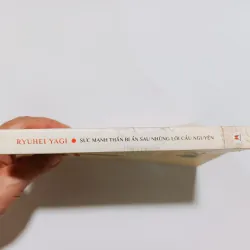 RYUHEI YAGI SỨC MẠNH THẦN BÍ ẨN SAU NHỮNG LỜI CẦU NGUYỆN